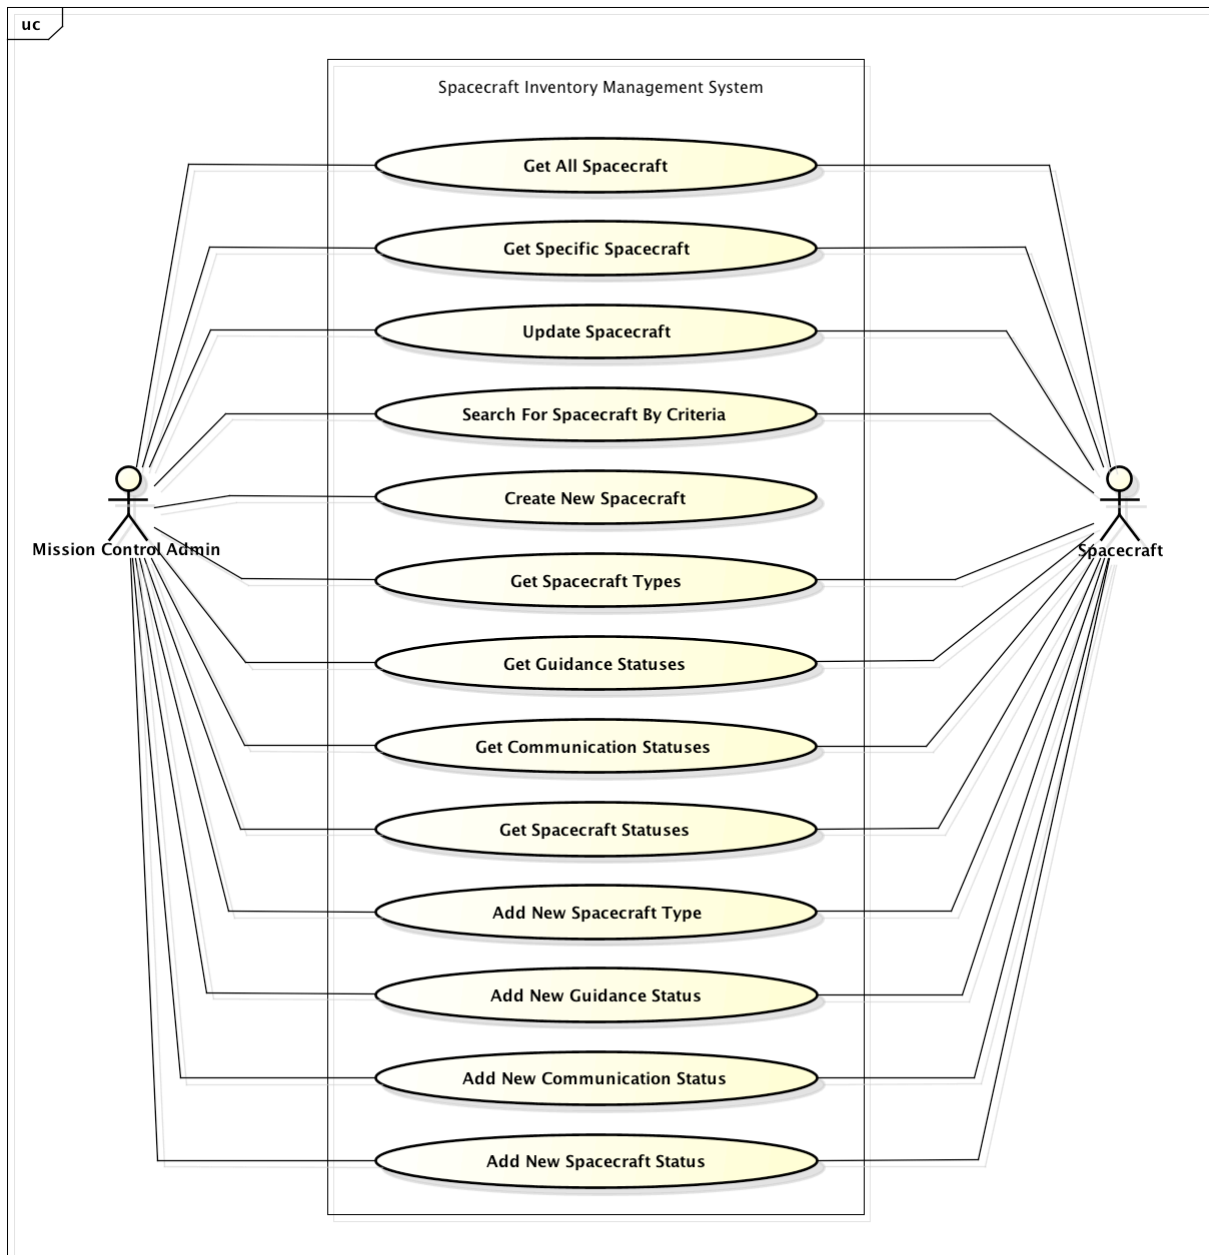 uc
Spacecraft Inventory Management System
Get All Spacecraft
Get Specific Spacecraft
Update Spacecraft
Search For Spacecraft By Criteria
Create New Spacecraft
Mission Control Admin
Spacecraft
Get Spacecraft Types
Get Guidance Statuses
Get Communication Statuses
Get Spacecraft Statuses
Add New Spacecraft Type
Add New Guidance Status
Add New Communication Status
Add New Spacecraft Status